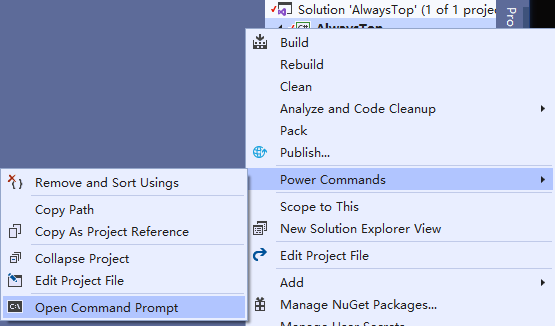 Solution 'AlwaysTop' (1 of 1 projec
C# AlwaysTop
Pro
Build
Rebuild
Clean
Analyze and Code Cleanup
Pack
Publish...
Power Commands
Scope to This
New Solution Explorer View
Edit Project File
Add
Manage NuGet Packages...
Manage User Secrets
Remove and Sort Usings
Copy Path
Copy As Project Reference
Collapse Project
Edit Project File
C:\ Open Command Prompt